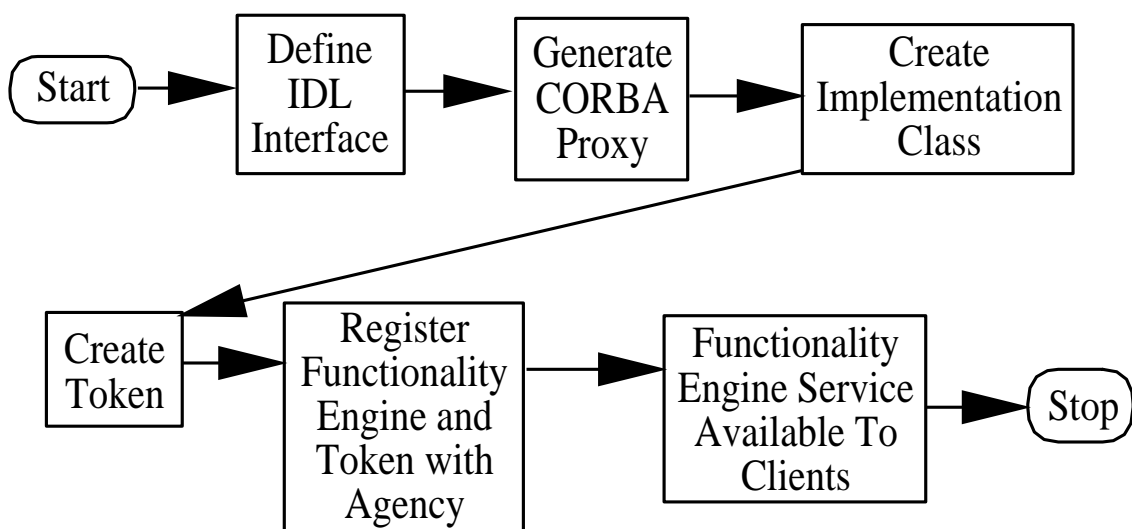 Start
Define
IDL
Interface
Generate
CORBA
Proxy
Create
Implementation
Class
Create
Token
Register
Functionality
Engine and
Token with
Agency
Functionality
Engine Service
Available To
Clients
Stop